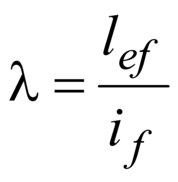 λ = l_ef / i_f